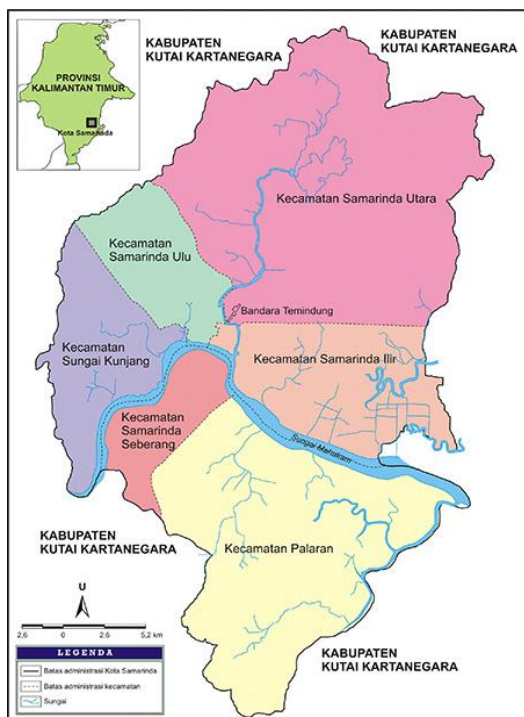 KABUPATEN
KUTAI KARTANEGARA
KABUPATEN
KUTAI KARTANEGARA
PROVINSI
KALIMANTAN TIMUR
Kota Samarinda
Kecamatan Samarinda Utara
Kecamatan
Samarinda Ulu
Bandara Temindung
Kecamatan
Sungai Kunjang
Kecamatan Samarinda Ilir
Kecamatan
Samarinda
Seberang
Sungai Mahakam
KABUPATEN
KUTAI KARTANEGARA
Kecamatan Palaran
U
2,6 0 2,6 5,2 km
KABUPATEN
KUTAI KARTANEGARA
LEGENDA
Batas administrasi Kota Samarinda
Batas administrasi kecamatan
Sungai